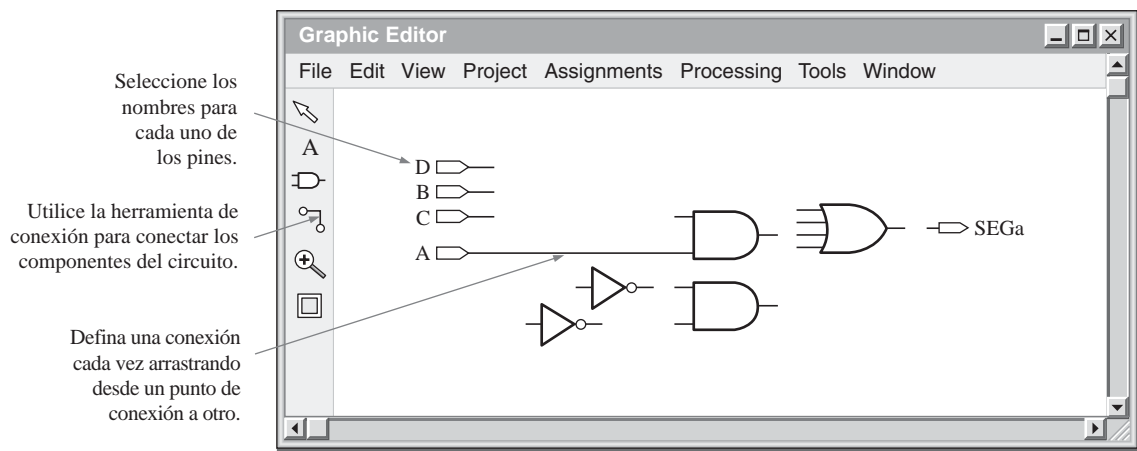 Graphic Editor
File Edit View Project Assignments Processing Tools Window
Seleccione los
nombres para
cada uno de
los pines.
A
D
B
C
A
SEGa
Utilice la herramienta de
conexión para conectar los
componentes del circuito.
Defina una conexión
cada vez arrastrando
desde un punto de
conexión a otro.